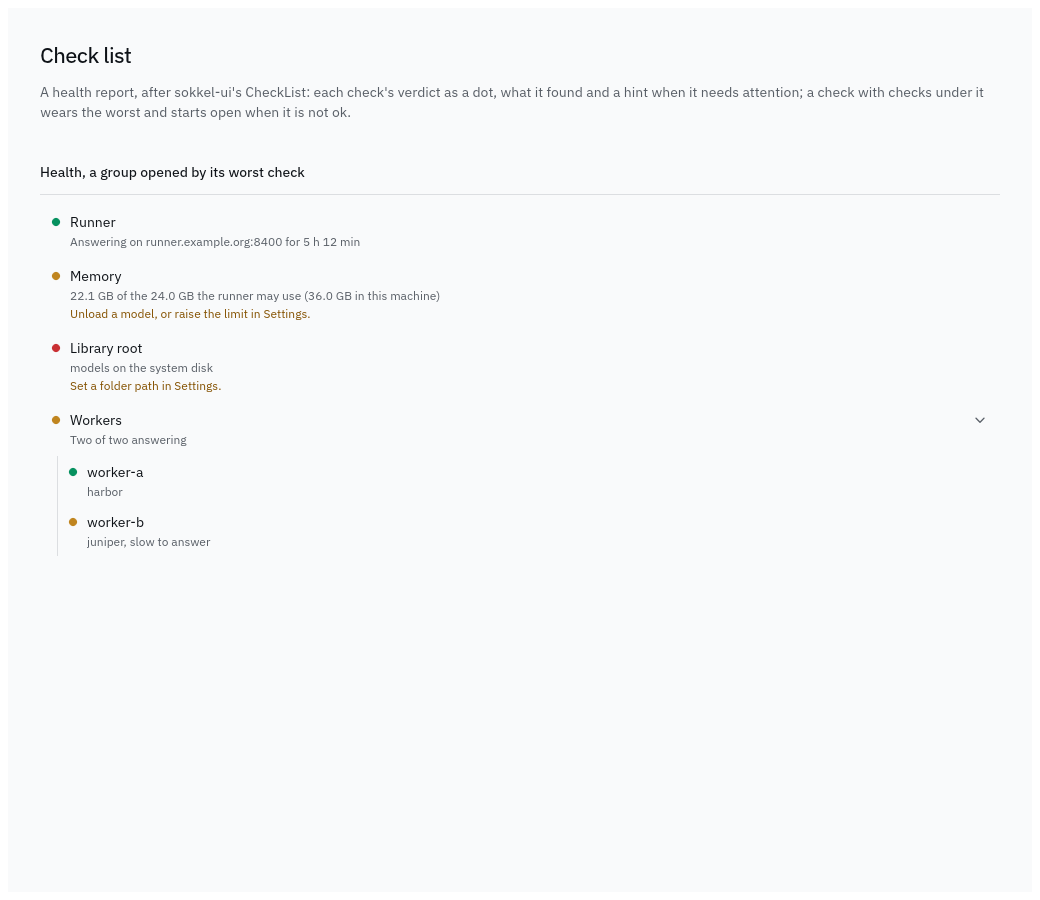 Check list
A health report, after sokkel-ui's CheckList: each check's verdict as a dot, what it found and a hint when it needs attention; a check with checks under it
wears the worst and starts open when it is not ok.
Health, a group opened by its worst check
Runner
Answering on runner.example.org:8400 for 5 h 12 min
Memory
22.1 GB of the 24.0 GB the runner may use (36.0 GB in this machine)
Unload a model, or raise the limit in Settings.
Library root
models on the system disk
Set a folder path in Settings.
Workers
Two of two answering
worker-a
harbor
worker-b
juniper, slow to answer